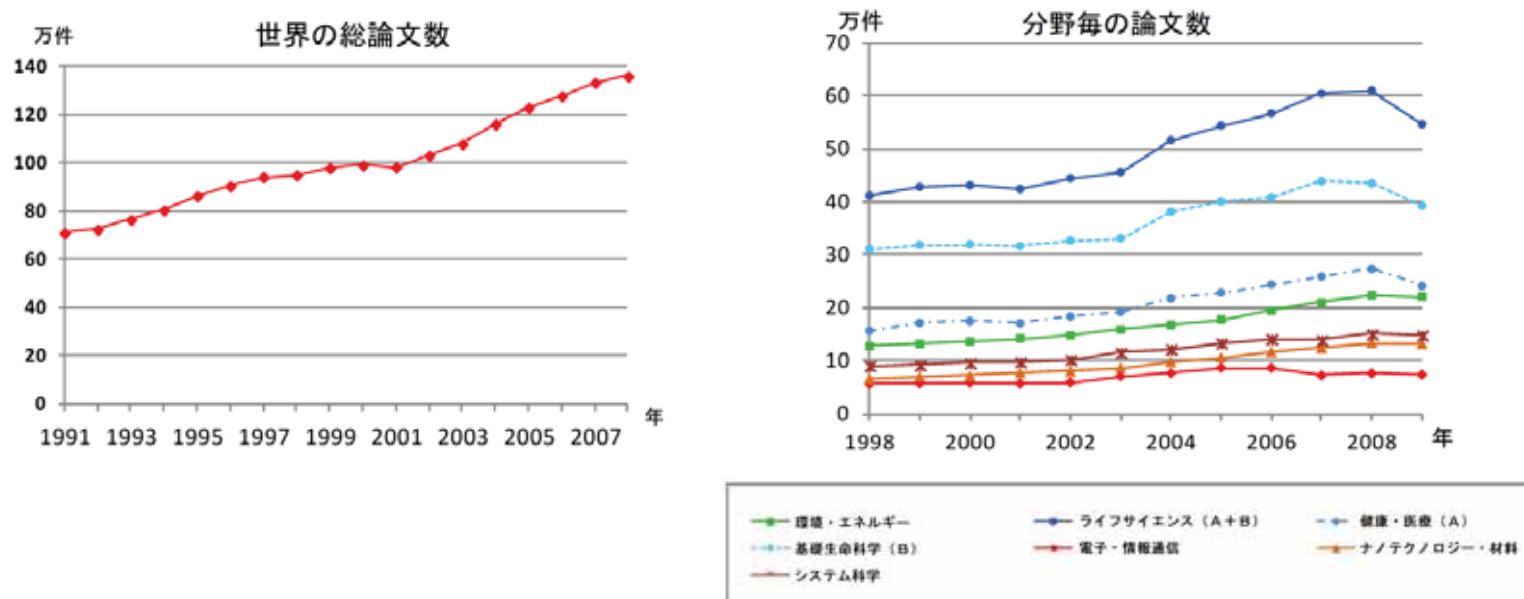 世界の総論文数
万件
140
120
100
80
60
40
20
0
1991 1993 1995 1997 1999 2001 2003 2005 2007
年
分野毎の論文数
万件
70
60
50
40
30
20
10
0
1998 2000 2002 2004 2006 2008
年
環境・エネルギー ライフサイエンス（A＋B） 健康・医療（A）
基礎生命科学（B） 電子・情報通信 ナノテクノロジー・材料
システム科学